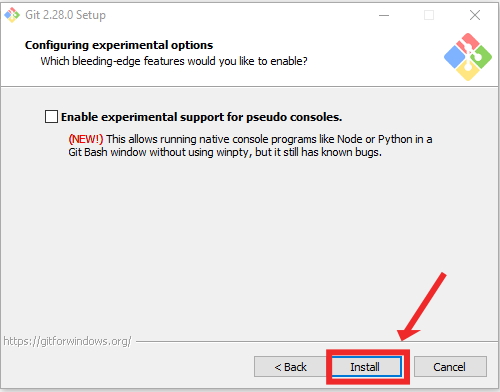 Git 2.28.0 Setup
Configuring experimental options
Which bleeding-edge features would you like to enable?
Enable experimental support for pseudo consoles.
(NEW!) This allows running native console programs like Node or Python in a
Git Bash window without using winpty, but it still has known bugs.
https://gitforwindows.org/
< Back
Install
Cancel